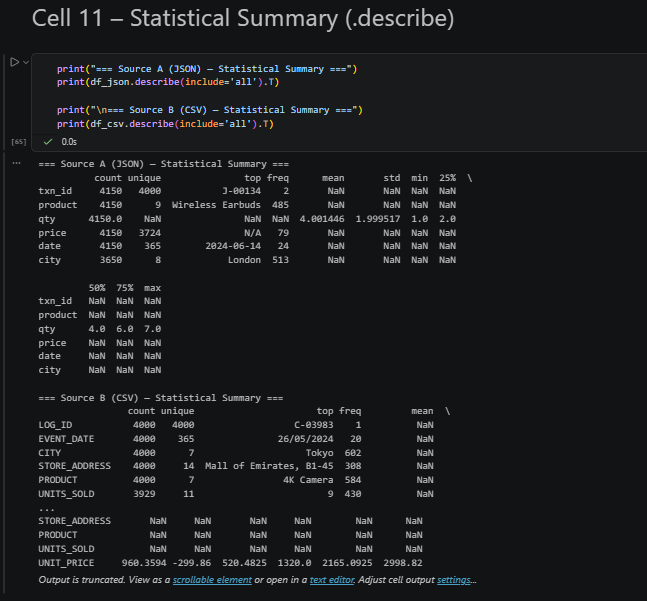 Cell 11 – Statistical Summary (.describe)
print("=== Source A (JSON) — Statistical Summary ===")
print(df_json.describe(include='all').T)
print("\n=== Source B (CSV) — Statistical Summary ===")
print(df_csv.describe(include='all').T)
[65] 0.0s
... === Source A (JSON) — Statistical Summary ===
count unique top freq mean std min 25% \
txn_id 4150 4000 J-00134 2 NaN NaN NaN NaN
product 4150 9 Wireless Earbuds 485 NaN NaN NaN NaN
qty 4150.0 NaN NaN NaN 4.001446 1.999517 1.0 2.0
price 4150 3724 N/A 79 NaN NaN NaN NaN
date 4150 365 2024-06-14 24 NaN NaN NaN NaN
city 3650 8 London 513 NaN NaN NaN NaN
50% 75% max
txn_id NaN NaN NaN
product NaN NaN NaN
qty 4.0 6.0 7.0
price NaN NaN NaN
date NaN NaN NaN
city NaN NaN NaN
=== Source B (CSV) — Statistical Summary ===
count unique top freq mean \
LOG_ID 4000 4000 C-03983 1 NaN
EVENT_DATE 4000 365 26/05/2024 20 NaN
CITY 4000 7 Tokyo 602 NaN
STORE_ADDRESS 4000 14 Mall of Emirates, B1-45 308 NaN
PRODUCT 4000 7 4K Camera 584 NaN
UNITS_SOLD 3929 11 9 430 NaN
...
STORE_ADDRESS NaN NaN NaN NaN NaN NaN
PRODUCT NaN NaN NaN NaN NaN NaN
UNITS_SOLD NaN NaN NaN NaN NaN NaN
UNIT_PRICE 960.3594 -299.86 520.4825 1320.0 2165.0925 2998.82
Output is truncated. View as a scrollable element or open in a text editor. Adjust cell output settings...